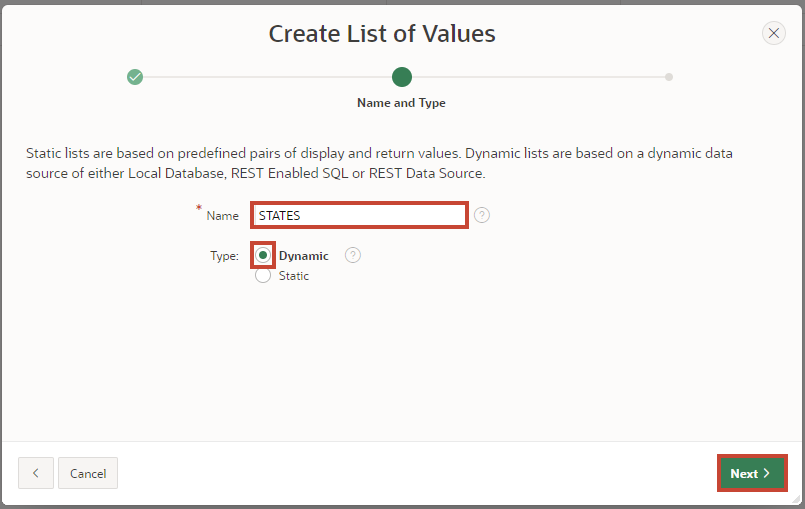 Create List of Values
Name and Type
Static lists are based on predefined pairs of display and return values. Dynamic lists are based on a dynamic data
source of either Local Database, REST Enabled SQL or REST Data Source.
* Name STATES ?
Type: Dynamic ?
Static
Cancel Next